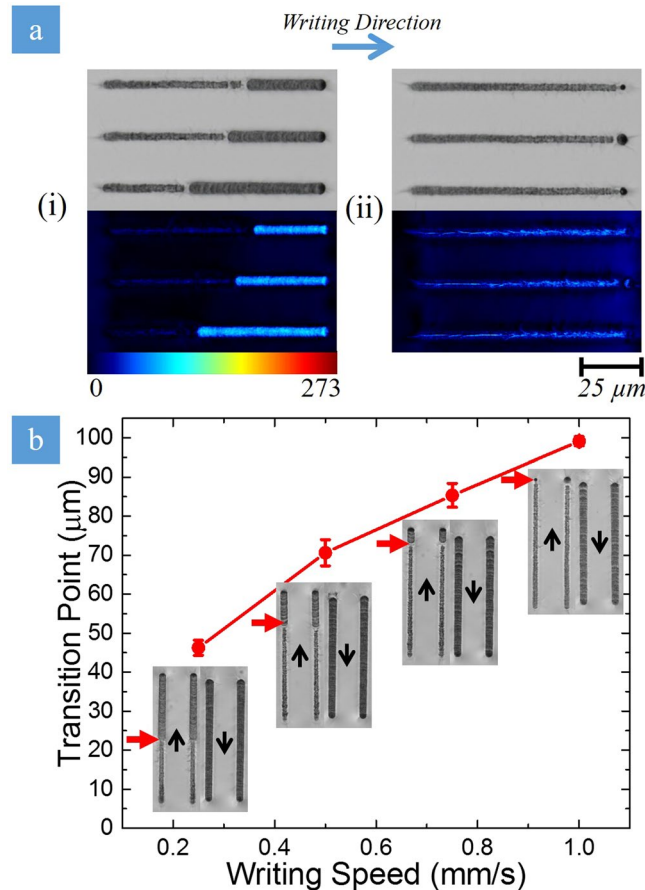 a
Writing Direction
(i)
(ii)
0
273
25 µm
b
100
90
80
70
60
50
40
30
20
10
0
Transition Point (µm)
0.2
0.4
0.6
0.8
1.0
Writing Speed (mm/s)